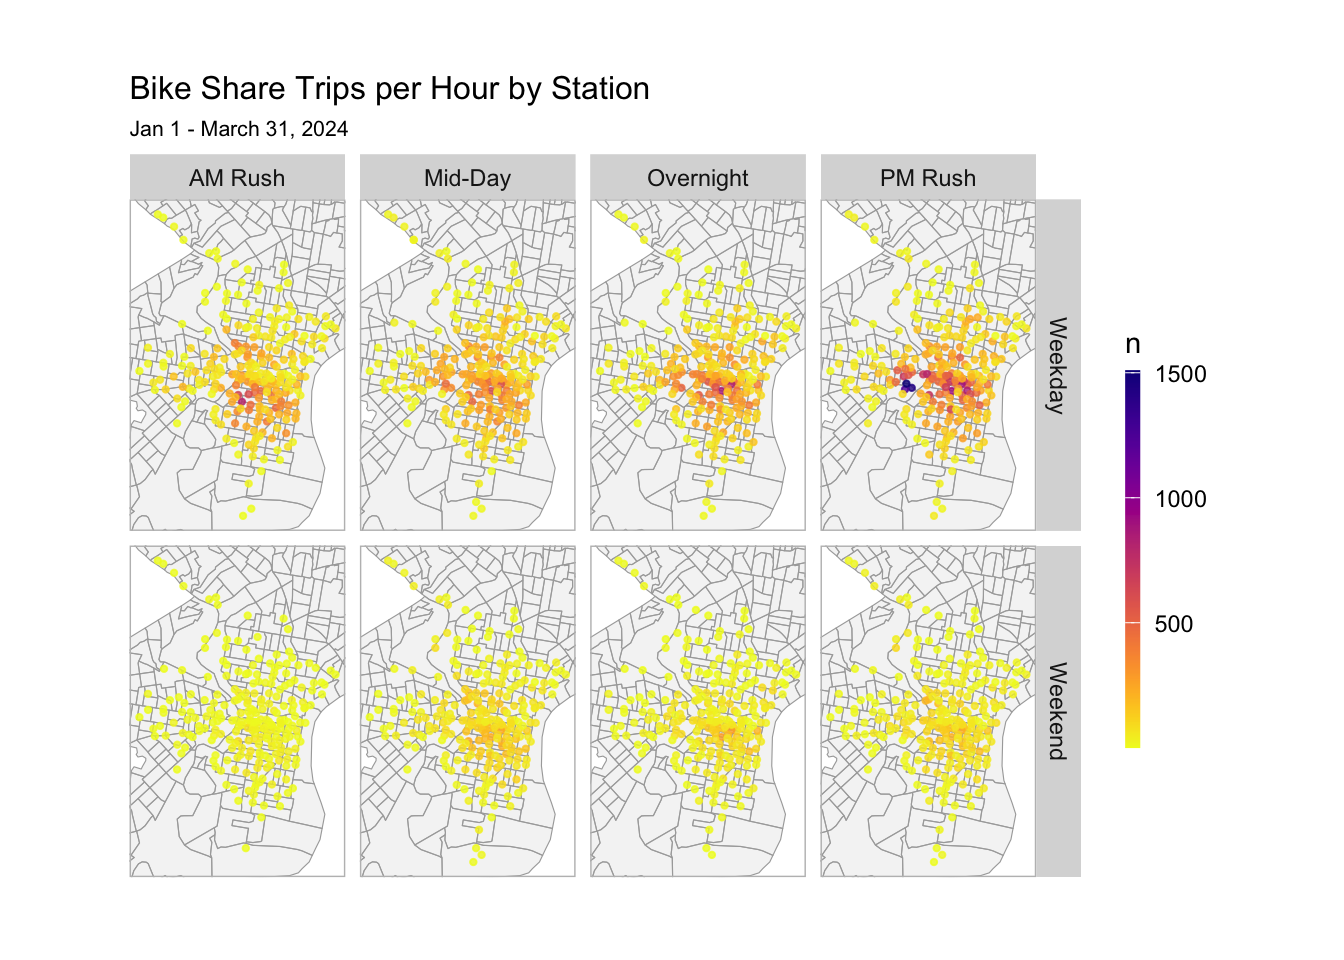 Bike Share Trips per Hour by Station
Jan 1 - March 31, 2024
AM Rush
Mid-Day
Overnight
PM Rush
Weekday
Weekend
n
1500
1000
500